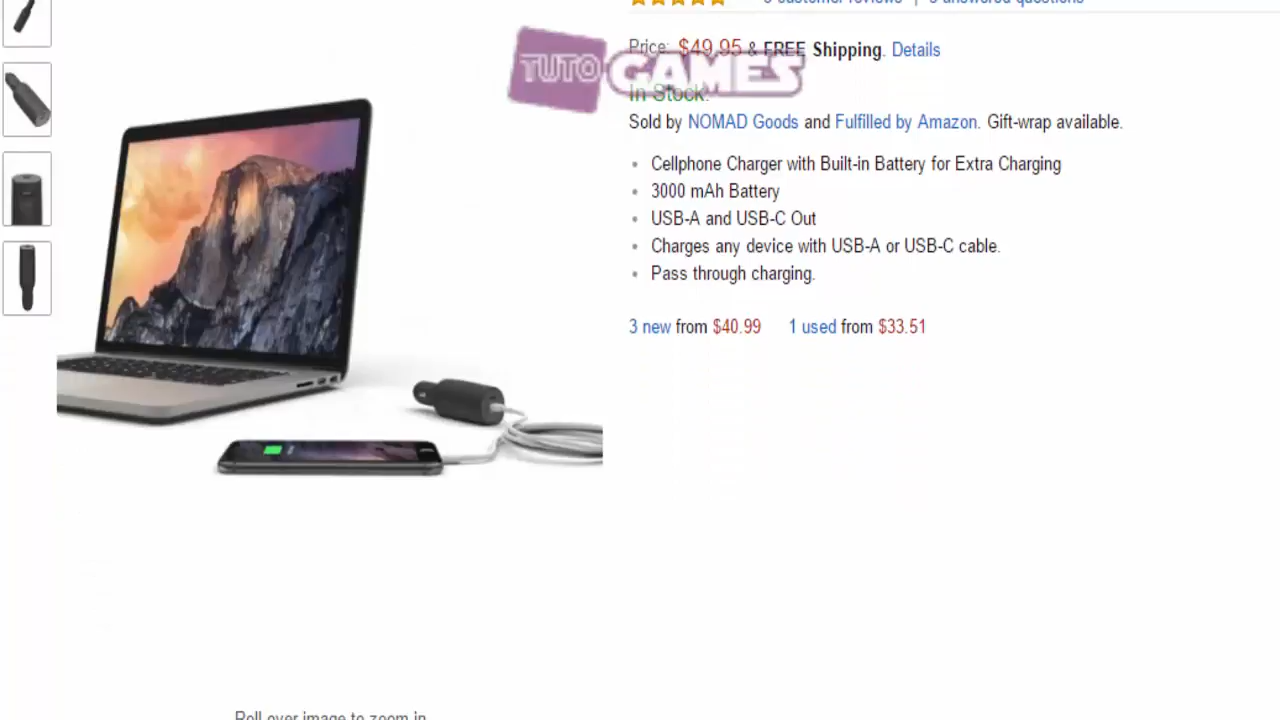 Price: $49.95 & FREE Shipping. Details
TUTO GAMES
In Stock.
Sold by NOMAD Goods and Fulfilled by Amazon. Gift-wrap available.
Cellphone Charger with Built-in Battery for Extra Charging
3000 mAh Battery
USB-A and USB-C Out
Charges any device with USB-A or USB-C cable.
Pass through charging.
3 new from $40.99 1 used from $33.51
Roll over image to zoom in